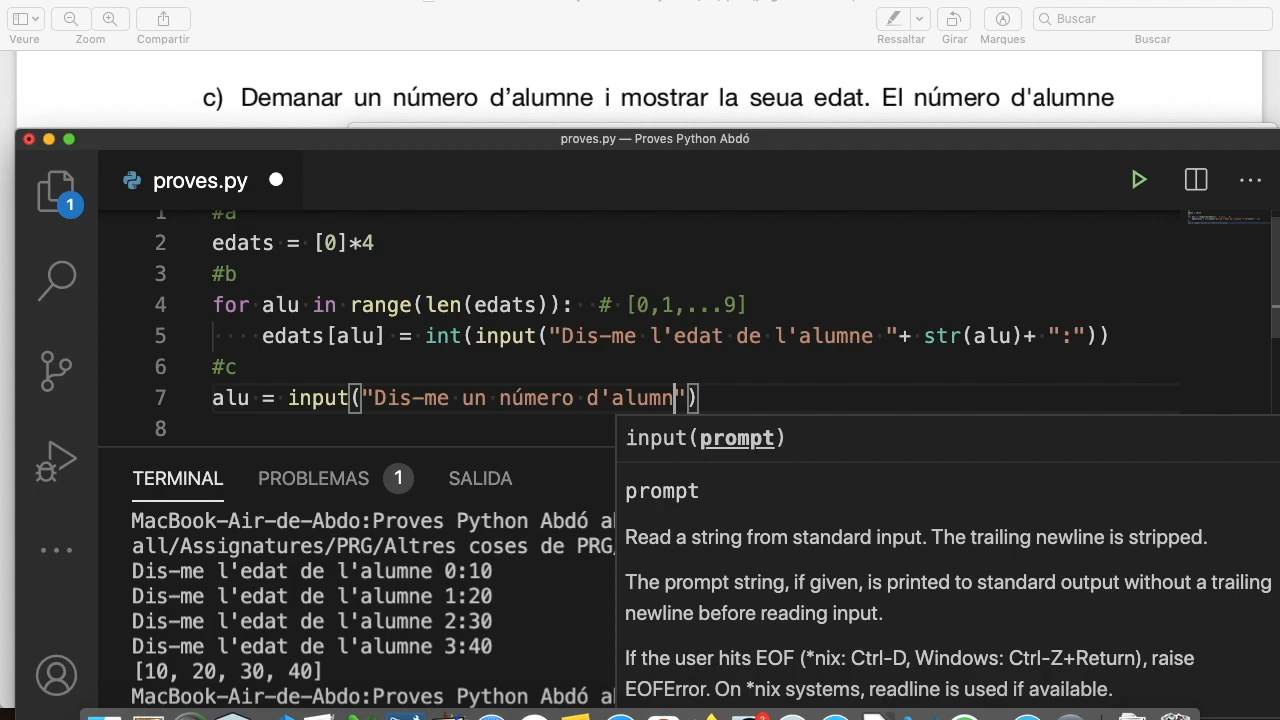 Veure
Zoom
Compartir
Ressaltar
Girar
Marques
Buscar
Buscar
c) Demanar un número d’alumne i mostrar la seua edat. El número d'alumne
proves.py — Proves Python Abdó
1
proves.py
1 #a
2 edats = [0]*4
3 #b
4 for alu in range(len(edats)): # [0,1,...9]
5 edats[alu] = int(input("Dis-me l'edat de l'alumne "+ str(alu)+ ":"))
6 #c
7 alu = input("Dis-me un número d'alumn")
8
input(prompt)
prompt
Read a string from standard input. The trailing newline is stripped.
The prompt string, if given, is printed to standard output without a trailing
newline before reading input.
If the user hits EOF (*nix: Ctrl-D, Windows: Ctrl-Z+Return), raise
EOFError. On *nix systems, readline is used if available.
TERMINAL PROBLEMAS 1 SALIDA
MacBook-Air-de-Abdo:Proves Python Abdó a
all/Assignatures/PRG/Altres coses de PRG/
Dis-me l'edat de l'alumne 0:10
Dis-me l'edat de l'alumne 1:20
Dis-me l'edat de l'alumne 2:30
Dis-me l'edat de l'alumne 3:40
[10, 20, 30, 40]
MacBook-Air-de-Abdo:Proves Python Abdó a